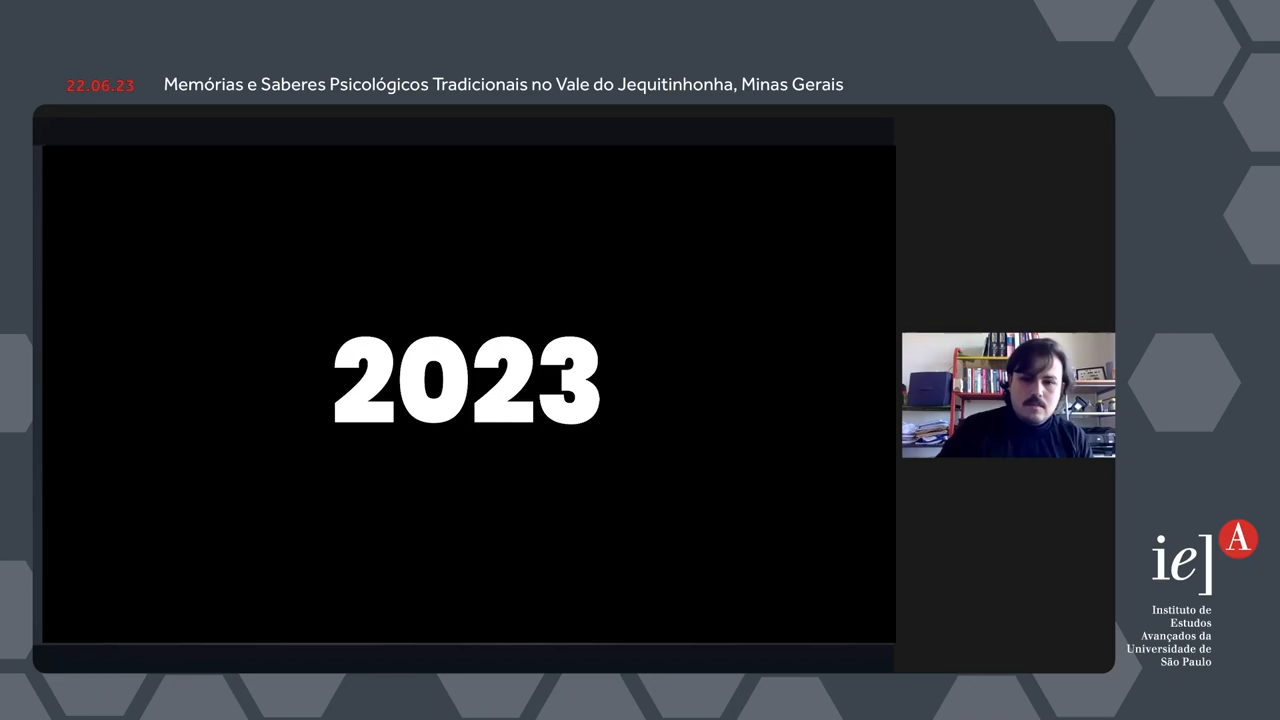 22.06.23 Memórias e Saberes Psicológicos Tradicionais no Vale do Jequitinhonha, Minas Gerais
2023
ie] A
Instituto de
Estudos
Avançados da
Universidade de
São Paulo